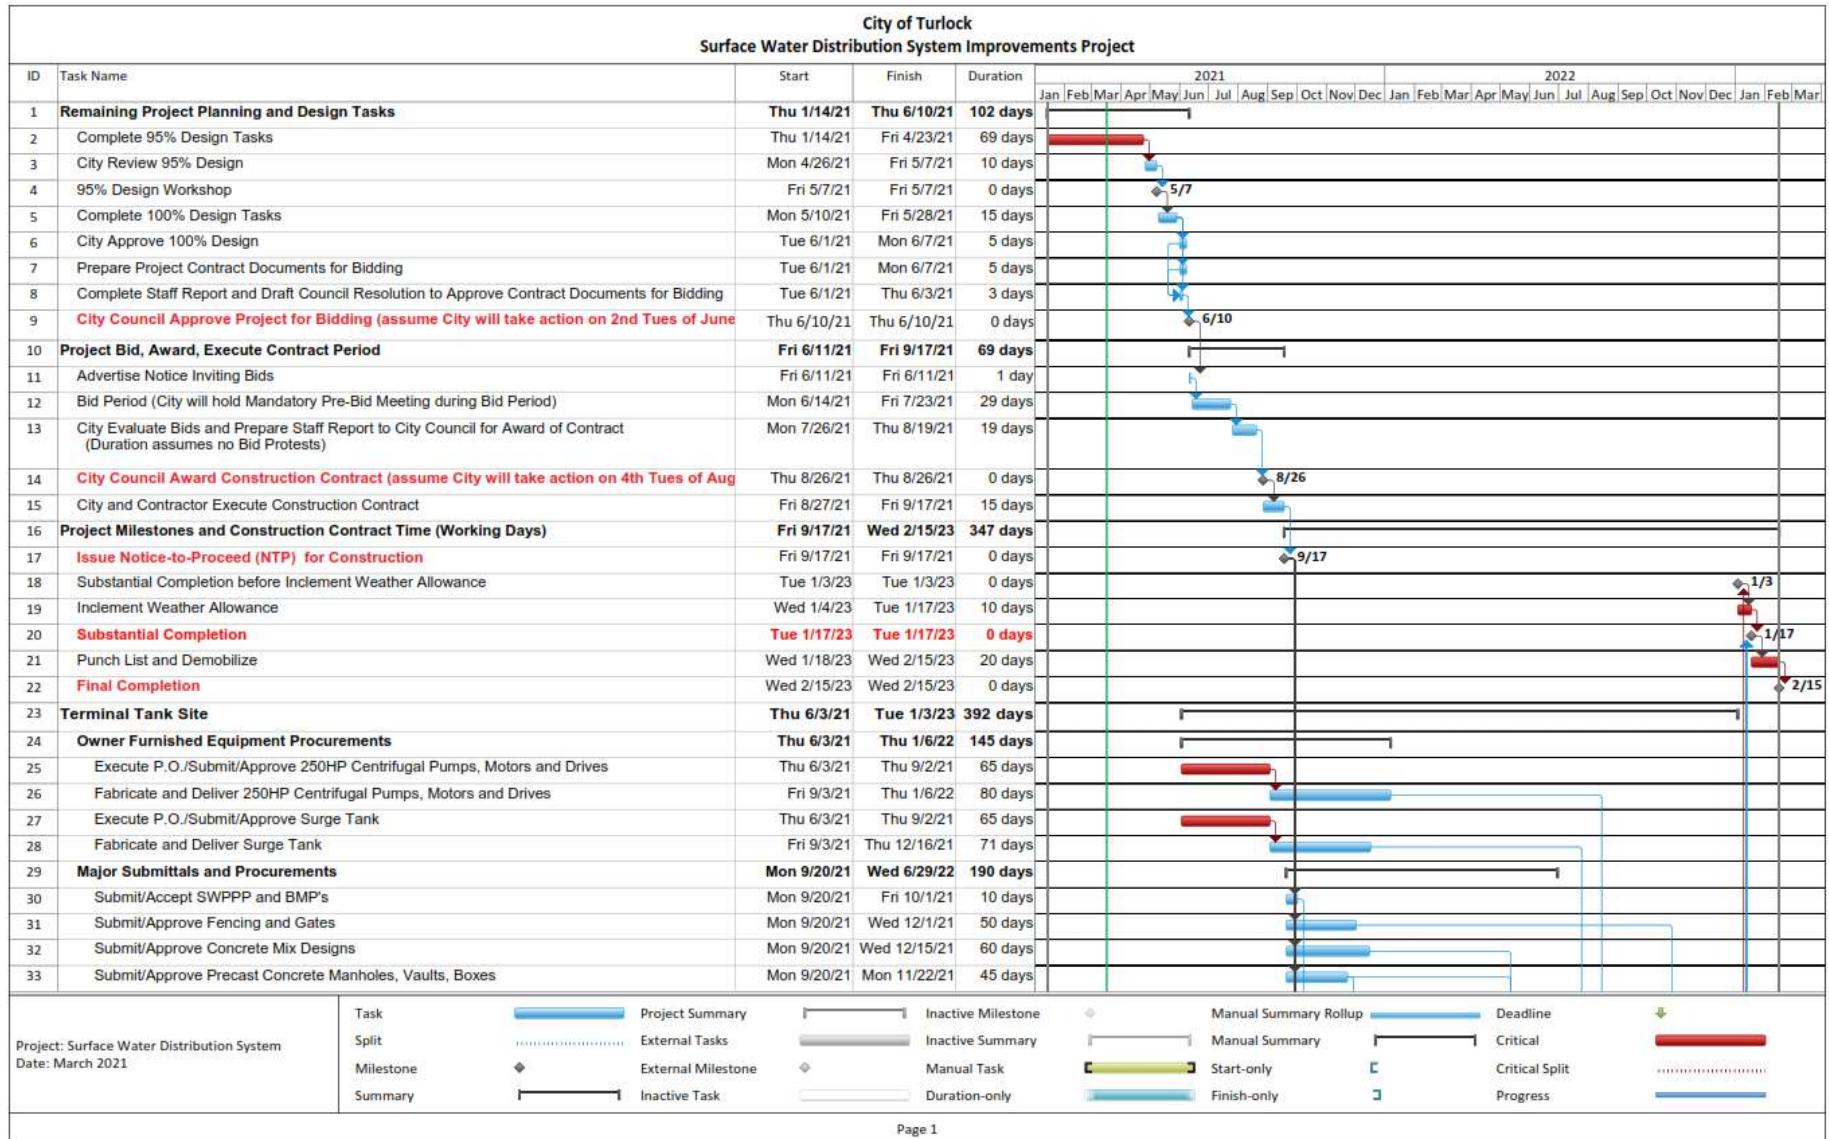 City of Turlock
Surface Water Distribution System Improvements Project
ID Task Name Start Finish Duration 2021 2022
Jan Feb Mar Apr May Jun Jul Aug Sep Oct Nov Dec Jan Feb Mar Apr May Jun Jul Aug Sep Oct Nov Dec Jan Feb Mar
1 Remaining Project Planning and Design Tasks Thu 1/14/21 Thu 6/10/21 102 days
2 Complete 95% Design Tasks Thu 1/14/21 Fri 4/23/21 69 days
3 City Review 95% Design Mon 4/26/21 Fri 5/7/21 10 days
4 95% Design Workshop Fri 5/7/21 Fri 5/7/21 0 days 5/7
5 Complete 100% Design Tasks Mon 5/10/21 Fri 5/28/21 15 days
6 City Approve 100% Design Tue 6/1/21 Mon 6/7/21 5 days
7 Prepare Project Contract Documents for Bidding Tue 6/1/21 Mon 6/7/21 5 days
8 Complete Staff Report and Draft Council Resolution to Approve Contract Documents for Bidding Tue 6/1/21 Thu 6/3/21 3 days
9 City Council Approve Project for Bidding (assume City will take action on 2nd Tues of June Thu 6/10/21 Thu 6/10/21 0 days 6/10
10 Project Bid, Award, Execute Contract Period Fri 6/11/21 Fri 9/17/21 69 days
11 Advertise Notice Inviting Bids Fri 6/11/21 Fri 6/11/21 1 day
12 Bid Period (City will hold Mandatory Pre-Bid Meeting during Bid Period) Mon 6/14/21 Fri 7/23/21 29 days
13 City Evaluate Bids and Prepare Staff Report to City Council for Award of Contract Mon 7/26/21 Thu 8/19/21 19 days
(Duration assumes no Bid Protests)
14 City Council Award Construction Contract (assume City will take action on 4th Tues of Aug Thu 8/26/21 Thu 8/26/21 0 days 8/26
15 City and Contractor Execute Construction Contract Fri 8/27/21 Fri 9/17/21 15 days
16 Project Milestones and Construction Contract Time (Working Days) Fri 9/17/21 Wed 2/15/23 347 days
17 Issue Notice-to-Proceed (NTP) for Construction Fri 9/17/21 Fri 9/17/21 0 days 9/17
18 Substantial Completion before Inclement Weather Allowance Tue 1/3/23 Tue 1/3/23 0 days 1/3
19 Inclement Weather Allowance Wed 1/4/23 Tue 1/17/23 10 days
20 Substantial Completion Tue 1/17/23 Tue 1/17/23 0 days 1/17
21 Punch List and Demobilize Wed 1/18/23 Wed 2/15/23 20 days
22 Final Completion Wed 2/15/23 Wed 2/15/23 0 days 2/15
23 Terminal Tank Site Thu 6/3/21 Tue 1/3/23 392 days
24 Owner Furnished Equipment Procurements Thu 6/3/21 Thu 1/6/22 145 days
25 Execute P.O./Submit/Approve 250HP Centrifugal Pumps, Motors and Drives Thu 6/3/21 Thu 9/2/21 65 days
26 Fabricate and Deliver 250HP Centrifugal Pumps, Motors and Drives Fri 9/3/21 Thu 1/6/22 80 days
27 Execute P.O./Submit/Approve Surge Tank Thu 6/3/21 Thu 9/2/21 65 days
28 Fabricate and Deliver Surge Tank Fri 9/3/21 Thu 12/16/21 71 days
29 Major Submittals and Procurements Mon 9/20/21 Wed 6/29/22 190 days
30 Submit/Accept SWPPP and BMP's Mon 9/20/21 Fri 10/1/21 10 days
31 Submit/Approve Fencing and Gates Mon 9/20/21 Wed 12/1/21 50 days
32 Submit/Approve Concrete Mix Designs Mon 9/20/21 Wed 12/15/21 60 days
33 Submit/Approve Precast Concrete Manholes, Vaults, Boxes Mon 9/20/21 Mon 11/22/21 45 days
Project: Surface Water Distribution System
Date: March 2021
Task Project Summary Inactive Milestone Manual Summary Rollup Deadline
Split External Tasks Inactive Summary Manual Summary Critical
Milestone External Milestone Manual Task Start-only Critical Split
Summary Inactive Task Duration-only Finish-only Progress
Page 1